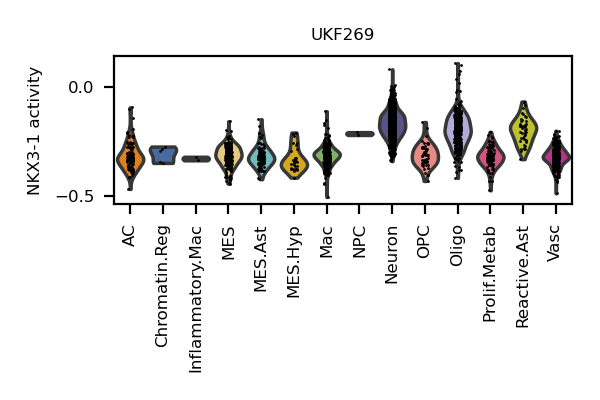 UKF269
NKX3-1 activity
0.0
−0.5
AC
Chromatin.Reg
Inflammatory.Mac
MES
MES.Ast
MES.Hyp
Mac
NPC
Neuron
OPC
Oligo
Prolif.Metab
Reactive.Ast
Vasc